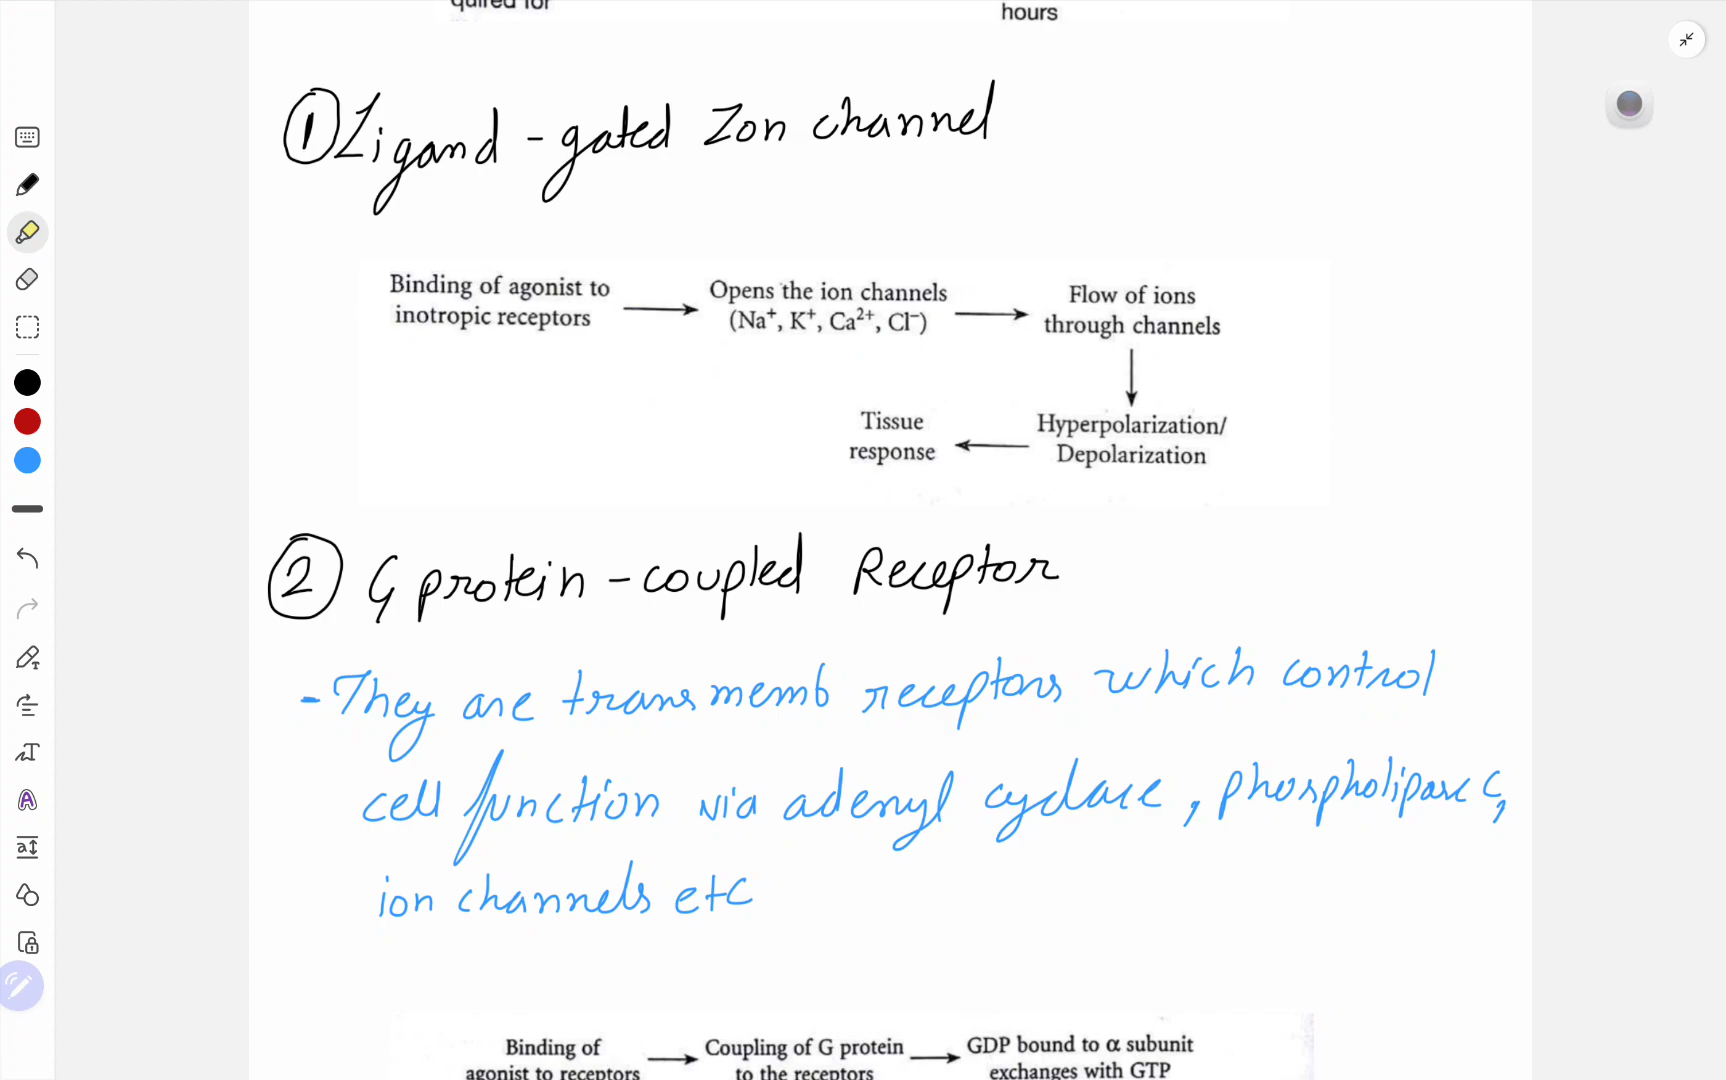 quired for hours
① Ligand - gated Ion channel
Binding of agonist to inotropic receptors → Opens the ion channels (Na⁺, K⁺, Ca²⁺, Cl⁻) → Flow of ions through channels
↓
Tissue response ← Hyperpolarization/ Depolarization
② G protein - coupled Receptor
- They are transmemb receptors which control
cell function via adenyl cyclase, phospholipase C,
ion channels etc
Binding of agonist to receptors → Coupling of G protein to the receptors → GDP bound to α subunit exchanges with GTP